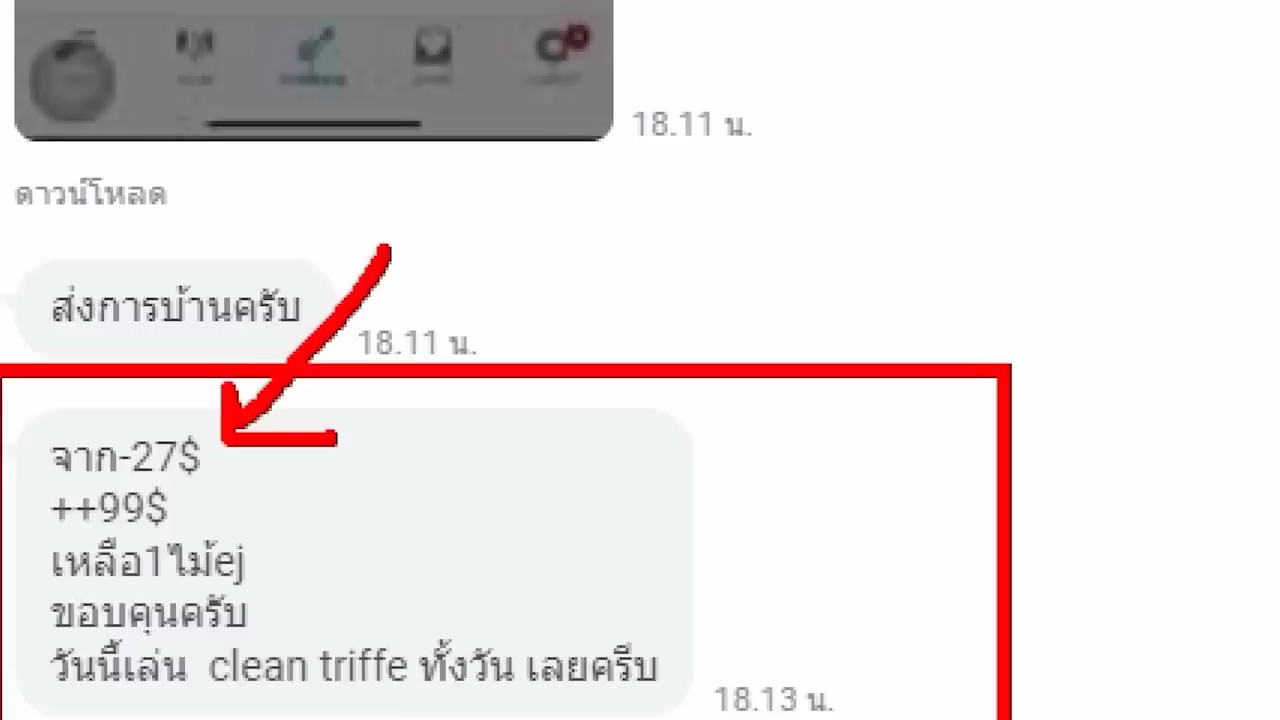 18.11 น.
ดาวน์โหลด
ส่งการบ้านครับ
18.11 น.
จาก-27$
++99$
เหลือ1ไม้ej
ขอบคุนครับ
วันนี้เล่น clean triffe ทั้งวัน เลยครีบ
18.13 น.